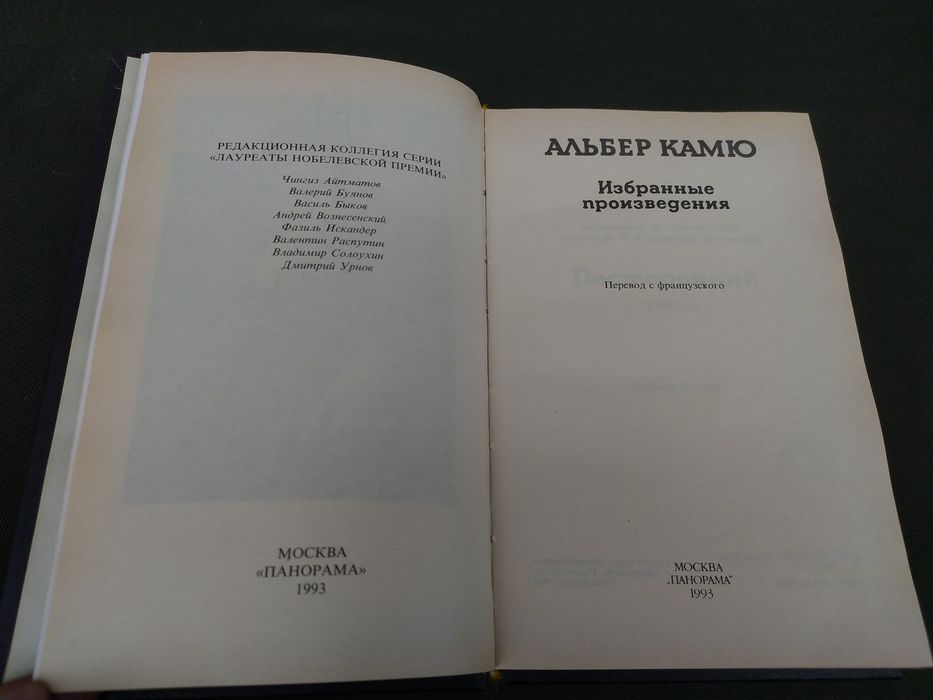 РЕДАКЦИОННАЯ КОЛЛЕГИЯ СЕРИИ
«ЛАУРЕАТЫ НОБЕЛЕВСКОЙ ПРЕМИИ»
Чингиз Айтматов
Валерий Буянов
Василь Быков
Андрей Вознесенский
Фазиль Искандер
Валентин Распутин
Владимир Солоухин
Дмитрий Урнов
МОСКВА
«ПАНОРАМА»
1993
АЛЬБЕР КАМЮ
Избранные
произведения
Перевод с французского
МОСКВА
„ПАНОРАМА"
1993